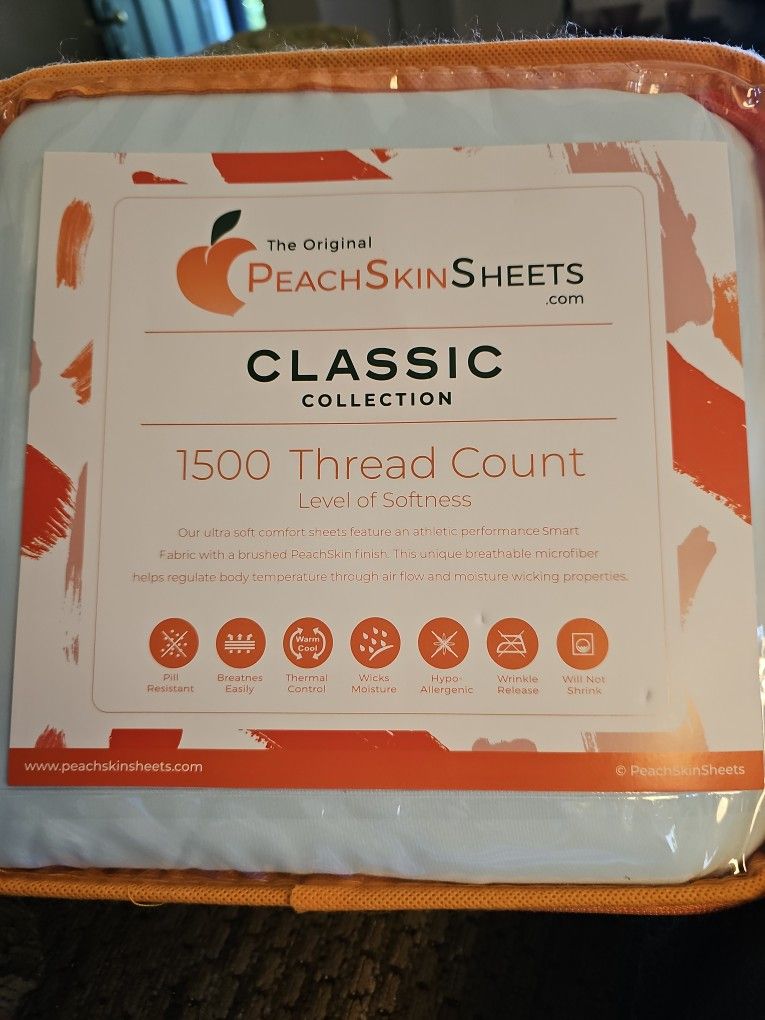 The Original
PEACHSKINSHEETS
.com
CLASSIC
COLLECTION
1500 Thread Count
Level of Softness
Our ultra soft comfort sheets feature an athletic performance Smart
Fabric with a brushed PeachSkin finish. This unique breathable microfiber
helps regulate body temperature through air flow and moisture wicking properties.
Warm
Cool
Pill
Resistant
Breathes
Easily
Thermal
Control
Wicks
Moisture
Hypo-
Allergenic
Wrinkle
Release
Will Not
Shrink
www.peachskinsheets.com
© PeachSkinSheets